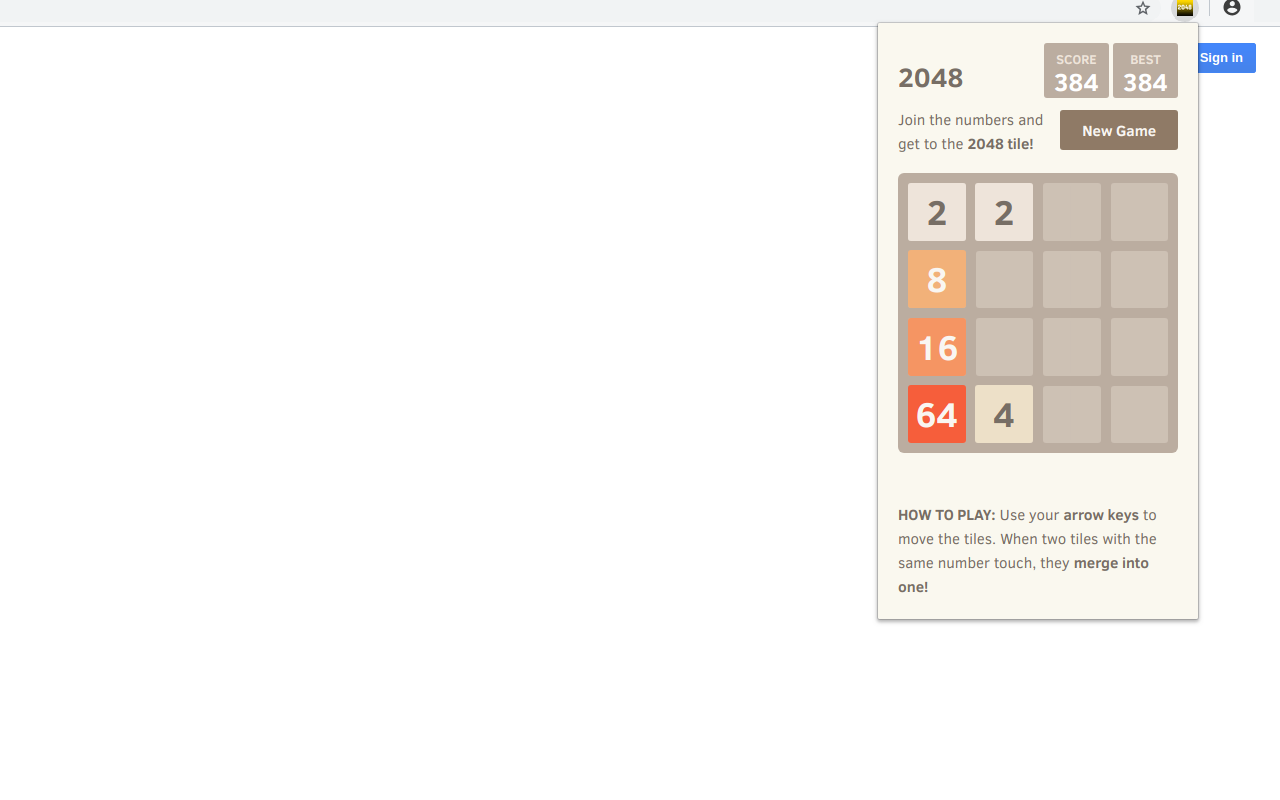 2048
Sign in
SCORE
384
BEST
384
2048
Join the numbers and
get to the 2048 tile!
New Game
2 2
8
16
64 4
HOW TO PLAY: Use your arrow keys to
move the tiles. When two tiles with the
same number touch, they merge into
one!